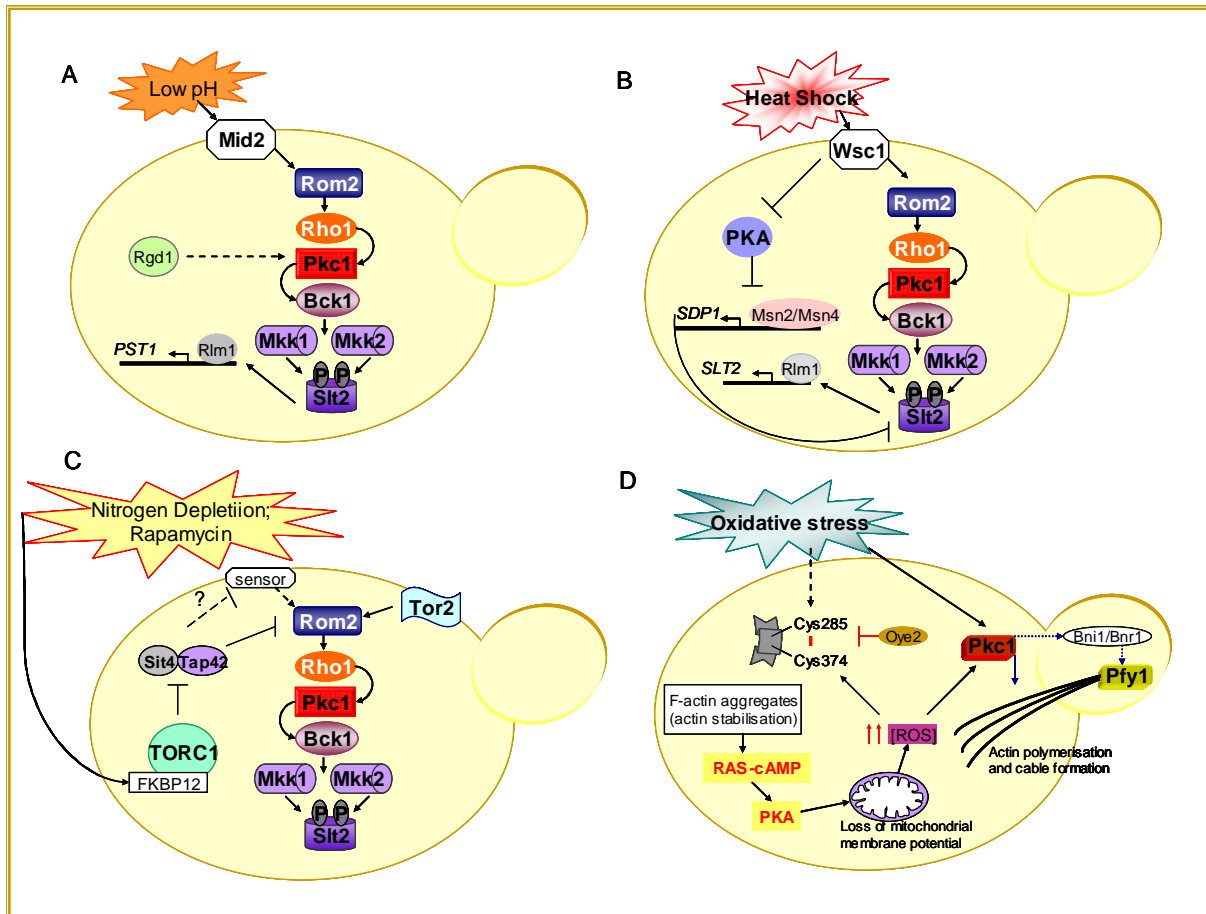 A
Low pH
Mid2
Rom2
Rho1
Rgd1
Pkc1
Bck1
Mkk1
Mkk2
PST1
Rlm1
P P
Slt2
B
Heat Shock
Wsc1
Rom2
PKA
Rho1
Pkc1
SDP1
Msn2/Msn4
Bck1
Mkk1
Mkk2
SLT2
Rlm1
P P
Slt2
C
Nitrogen Depletiion;
Rapamycin
sensor
?
Tor2
Rom2
Sit4
Tap42
Rho1
Pkc1
TORC1
Bck1
FKBP12
Mkk1
Mkk2
P P
Slt2
D
Oxidative stress
Cys285
Oye2
Cys374
Pkc1
Bni1/Bnr1
Pfy1
F-actin aggregates
(actin stabilisation)
[ROS]
Actin polymerisation
and cable formation
RAS-cAMP
PKA
Loss of mitochondrial
membrane potential